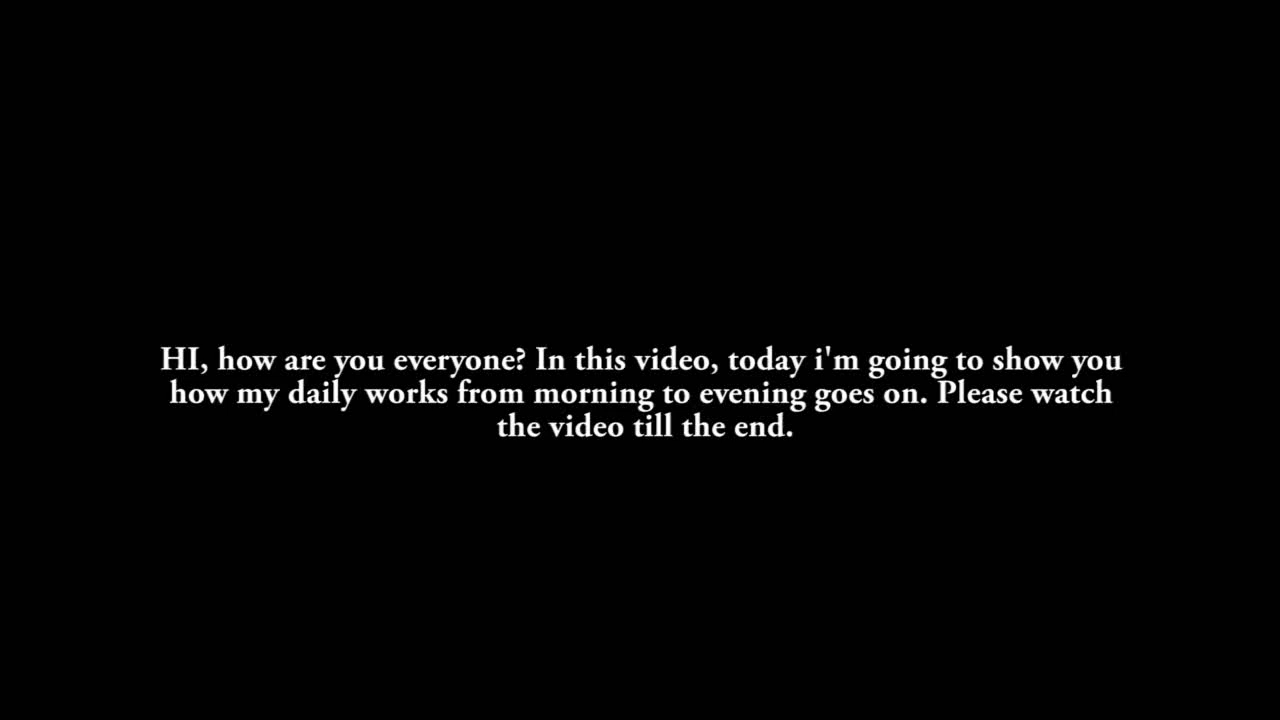 HI, how are you everyone? In this video, today i'm going to show you
how my daily works from morning to evening goes on. Please watch
the video till the end.